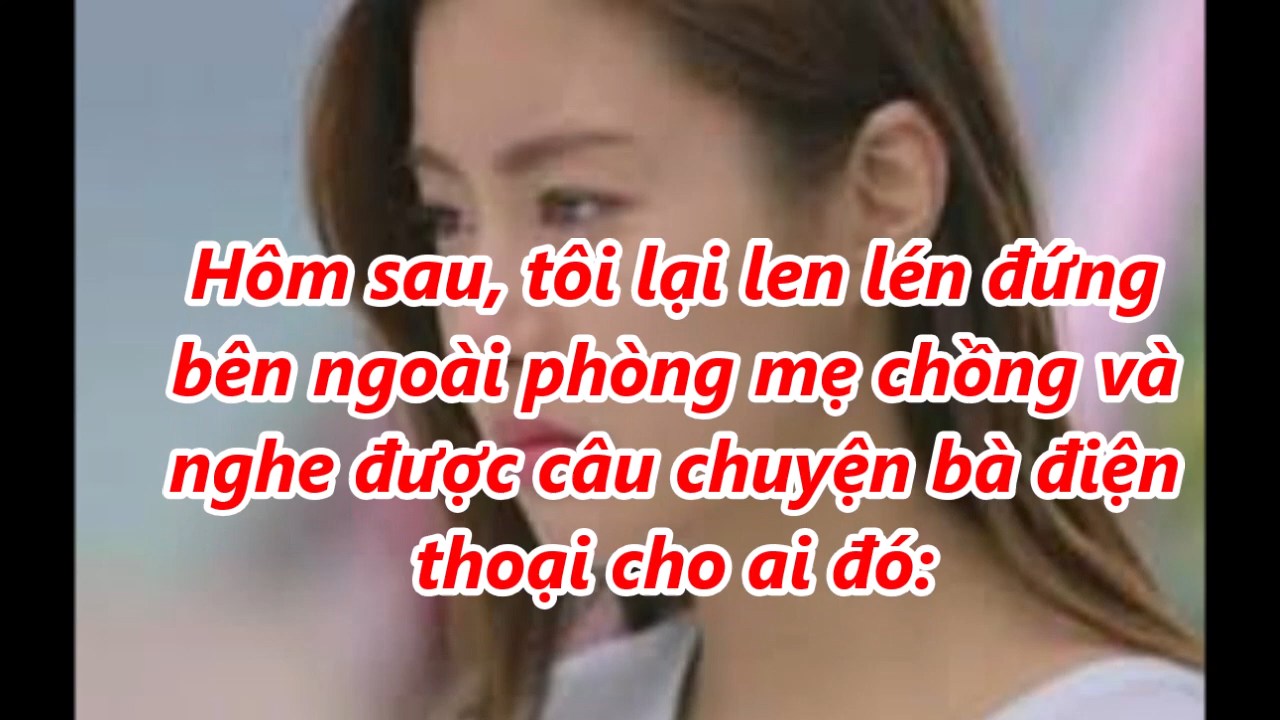 Hôm sau, tôi lại len lén đứng
bên ngoài phòng mẹ chồng và
nghe được câu chuyện bà điện
thoại cho ai đó: